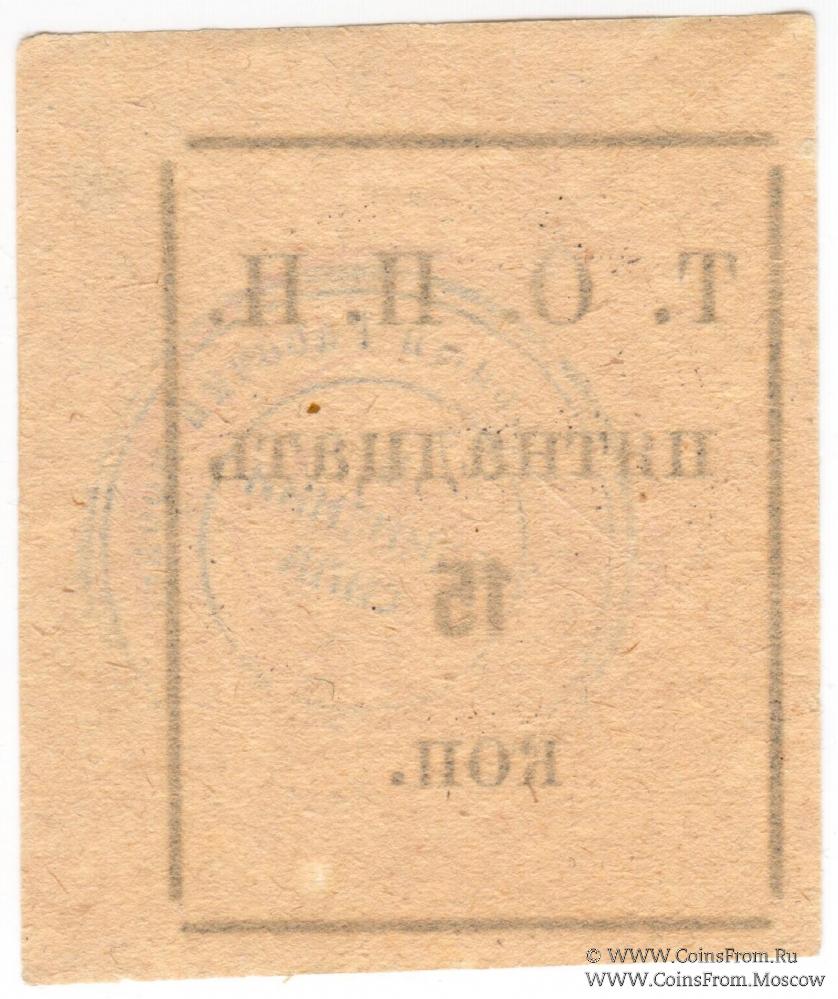 Т. О. П. П.
пятнадцать
15
коп.
© WWW.CoinsFrom.Ru
WWW.CoinsFrom.Moscow